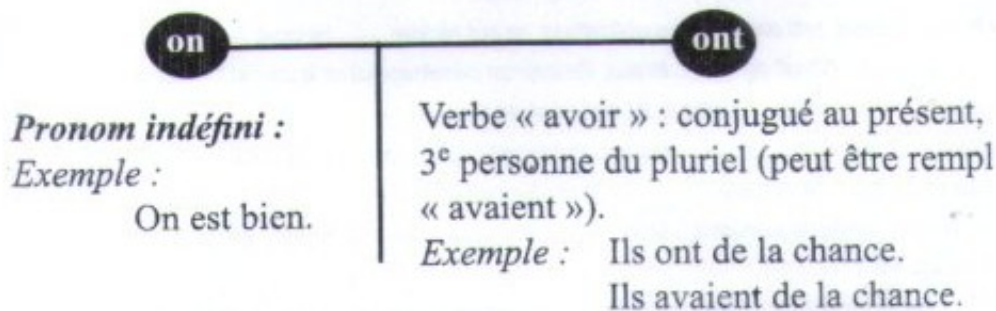 on
ont
Pronom indéfini :
Exemple :
On est bien.
Verbe « avoir » : conjugué au présent,
3e personne du pluriel (peut être rempl
« avaient »).
Exemple : Ils ont de la chance.
Ils avaient de la chance.